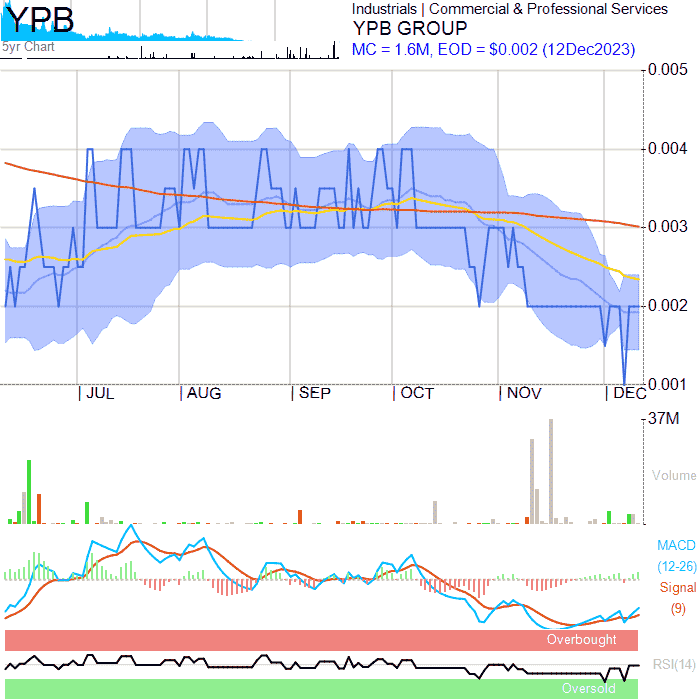 YPB
5yr Chart
Industrials | Commercial & Professional Services
YPB GROUP
MC = 1.6M, EOD = $0.002 (12Dec2023)
0.005
0.004
0.003
0.002
0.001
| JUL | AUG | SEP | OCT | NOV | DEC
37M
Volume
MACD
(12-26)
Signal
(9)
Overbought
RSI(14)
Oversold